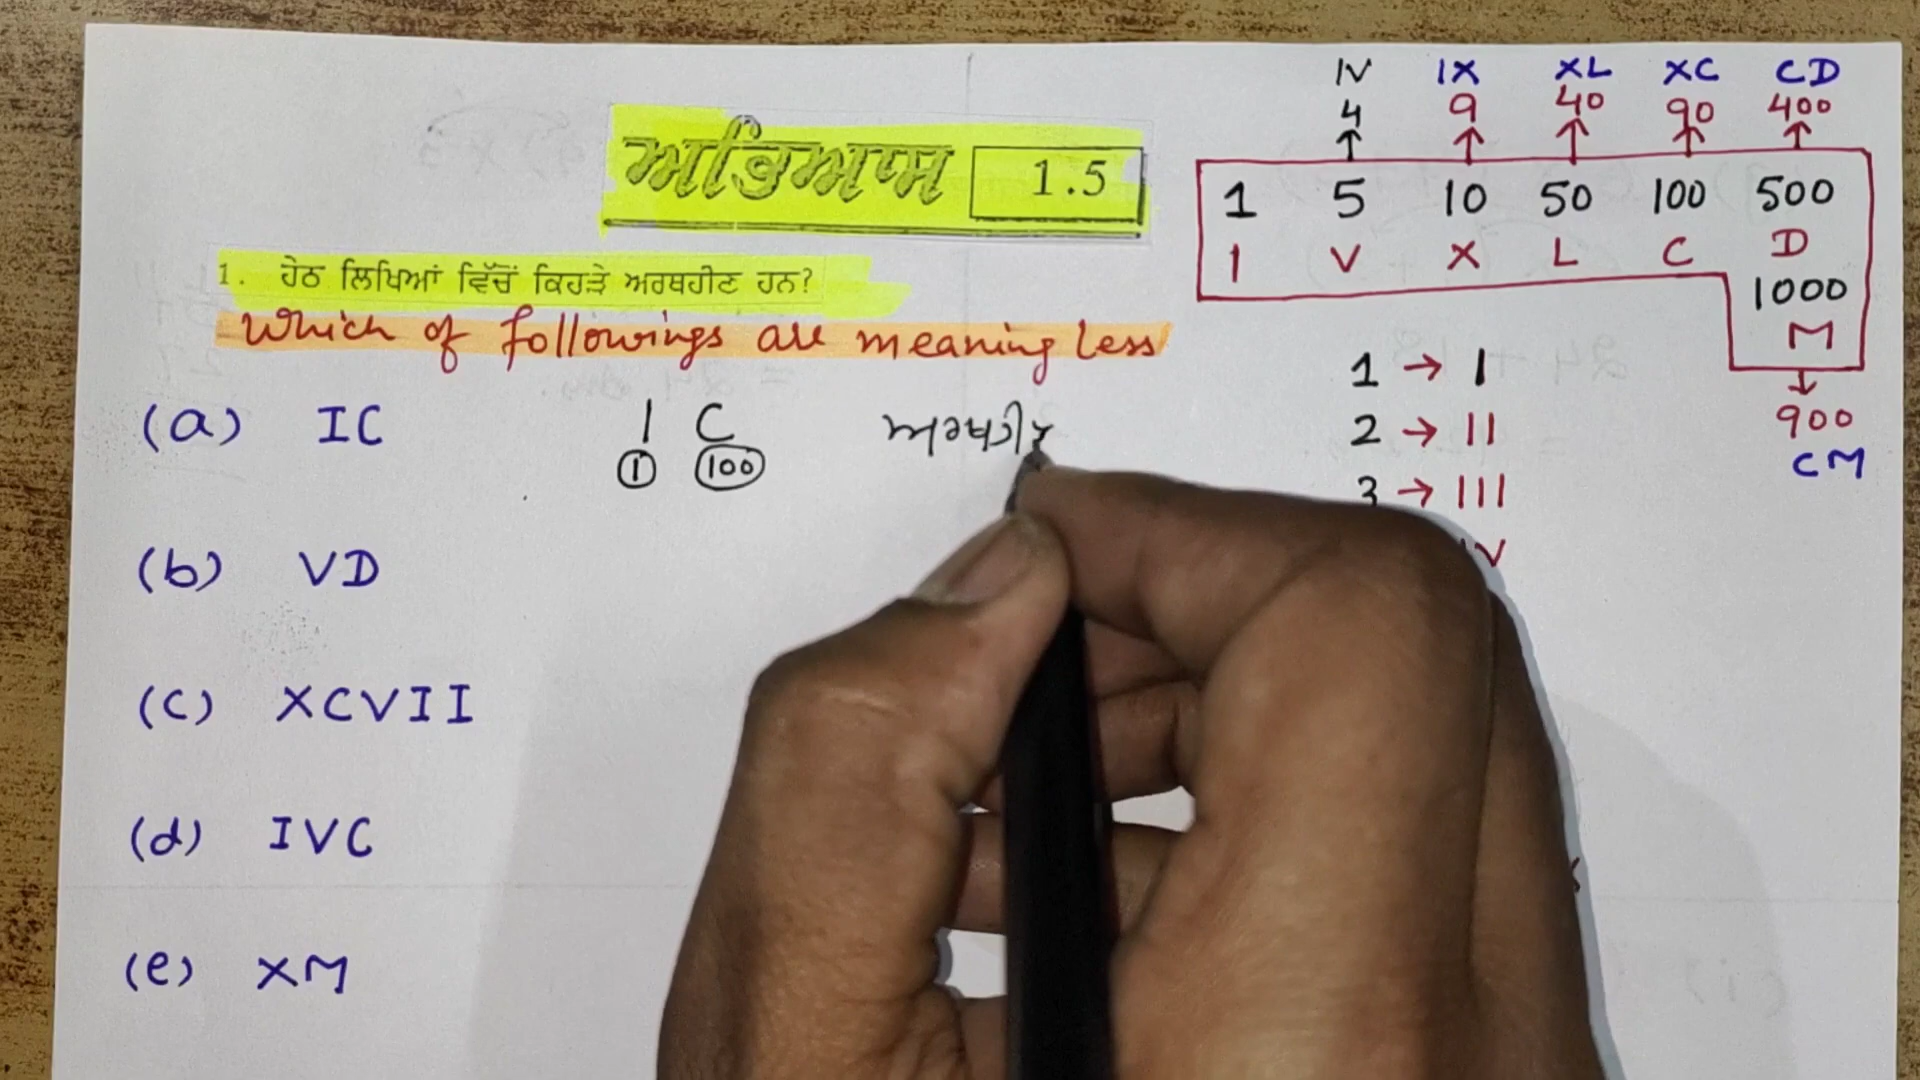 ਅਭਿਆਸ 1.5
1. ਹੇਠ ਲਿਖਿਆਂ ਵਿੱਚੋਂ ਕਿਹੜੇ ਅਰਥਹੀਣ ਹਨ?
Which of followings are meaning less
(a) IC
I C
1 100
ਅਰਥਹੀਣ
(b) VD
(c) XCVII
(d) IVC
(e) XM
IV IX XL XC CD
4 9 40 90 400
1 5 10 50 100 500
I V X L C D
1000
M
900
CM
1 → I
2 → II
3 → III
IV